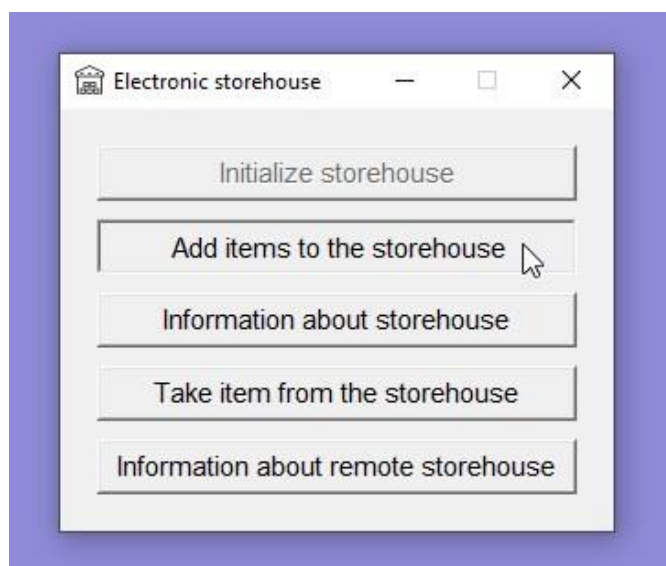 Electronic storehouse
Initialize storehouse
Add items to the storehouse
Information about storehouse
Take item from the storehouse
Information about remote storehouse